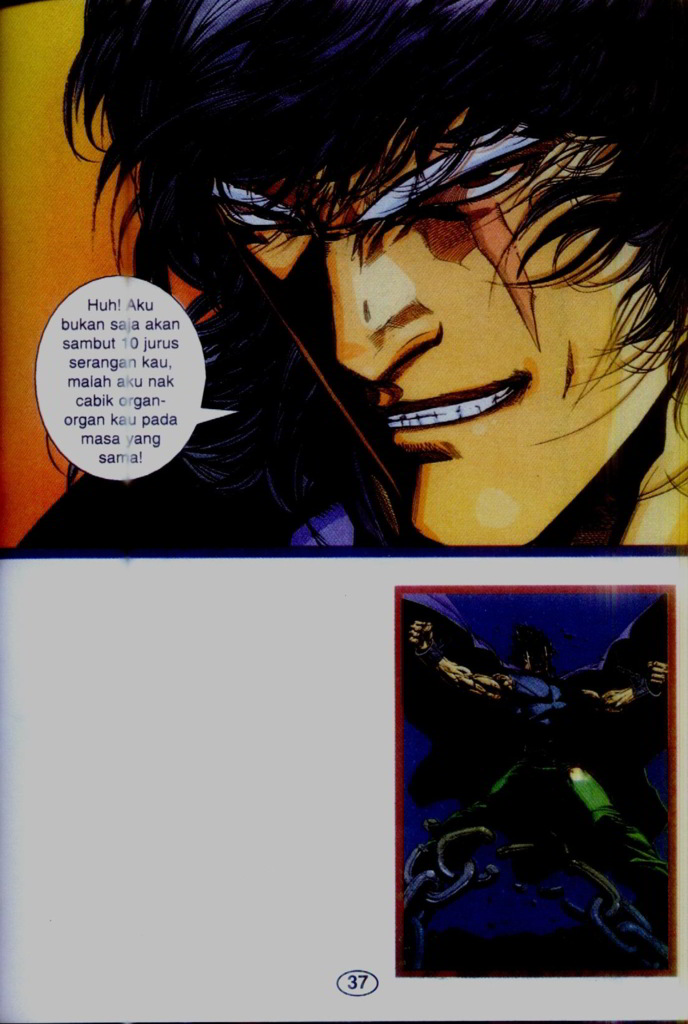 Huh! Aku
bukan saja akan
sambut 10 jurus
serangan kau,
malah aku nak
cabik organ-
organ kau pada
masa yang
sama!
37